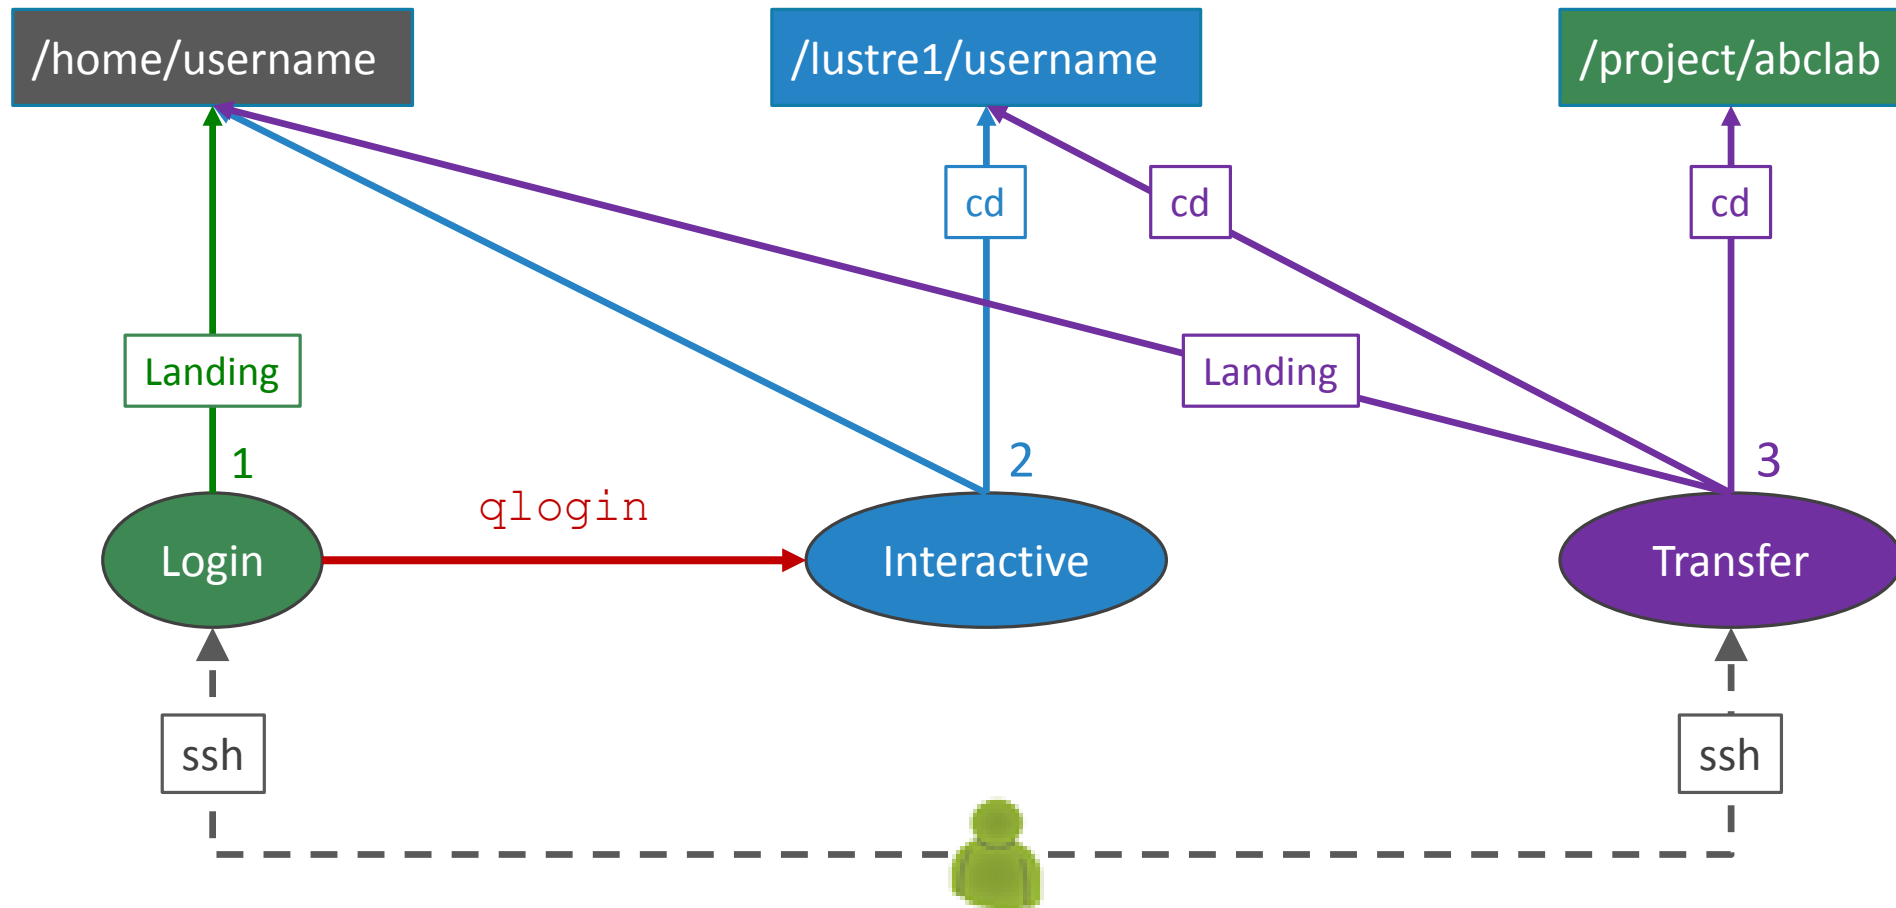 /home/username
/lustre1/username
/project/abclab
cd
cd
cd
Landing
Landing
1
2
3
qlogin
Login
Interactive
Transfer
ssh
ssh